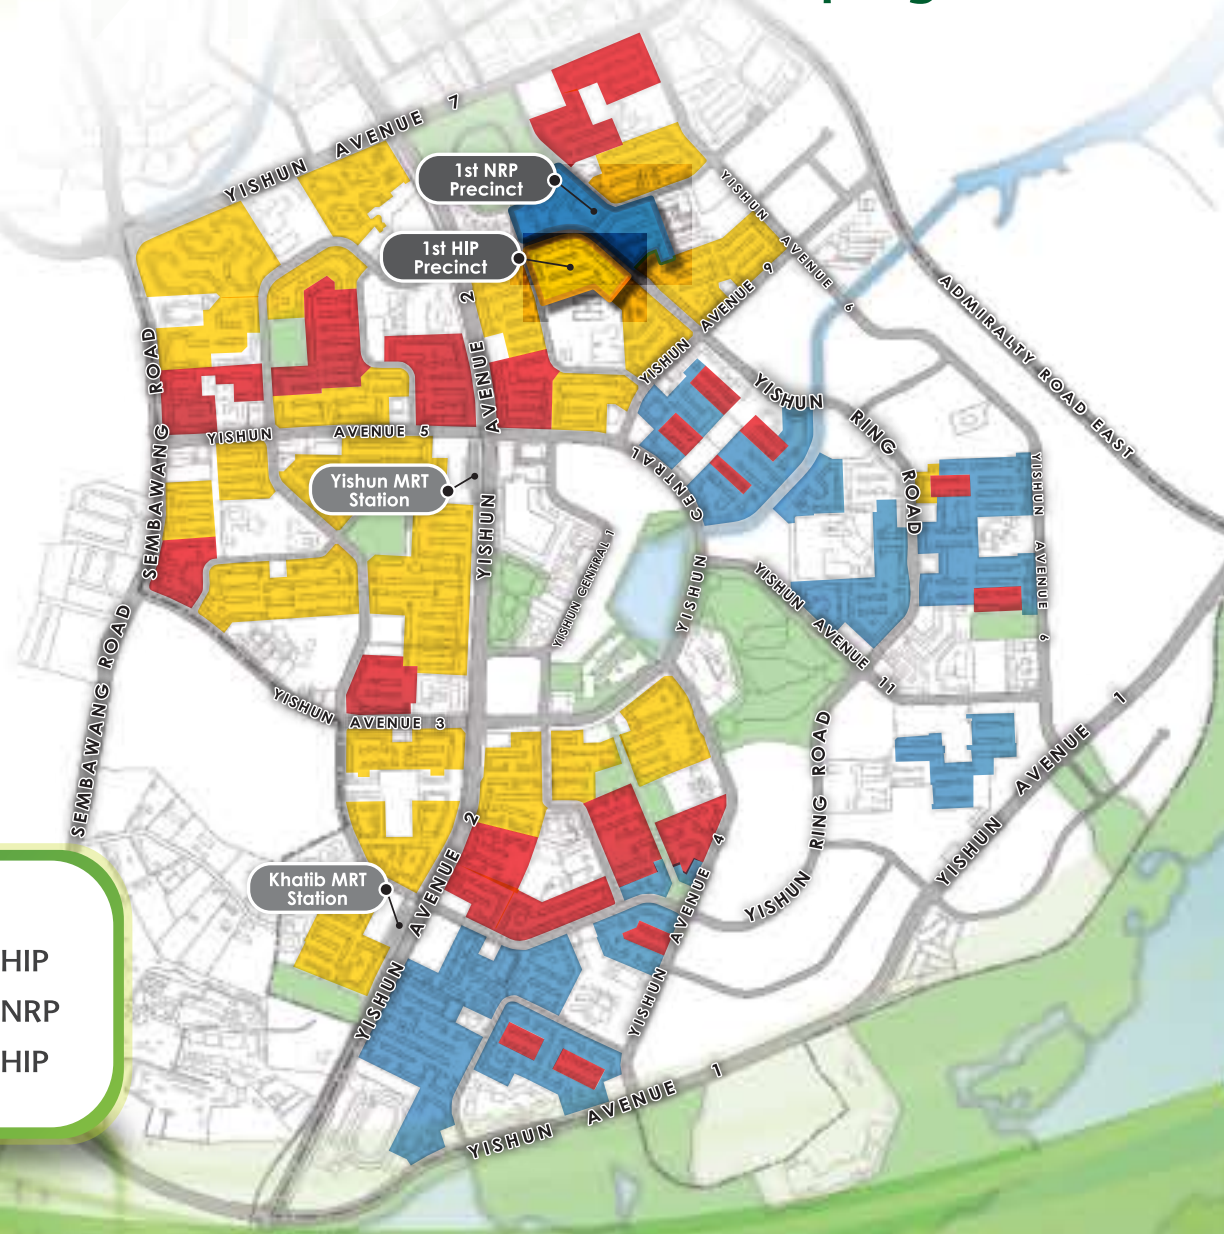 YISHUN AVENUE 7
1st NRP
Precinct
1st HIP
Precinct
YISHUN AVENUE 6
YISHUN AVENUE 9
ADMIRALTY ROAD EAST
SEMBAWANG ROAD
YISHUN AVENUE 2
YISHUN AVENUE 5
YISHUN RING ROAD
YISHUN CENTRAL
Yishun MRT
Station
YISHUN CENTRAL 1
YISHUN AVENUE 6
SEMBAWANG ROAD
YISHUN AVENUE 11
YISHUN AVENUE 3
YISHUN RING ROAD
YISHUN AVENUE 1
Khatib MRT
Station
YISHUN AVENUE 2
YISHUN AVENUE 4
HIP
NRP
HIP
YISHUN AVENUE 1